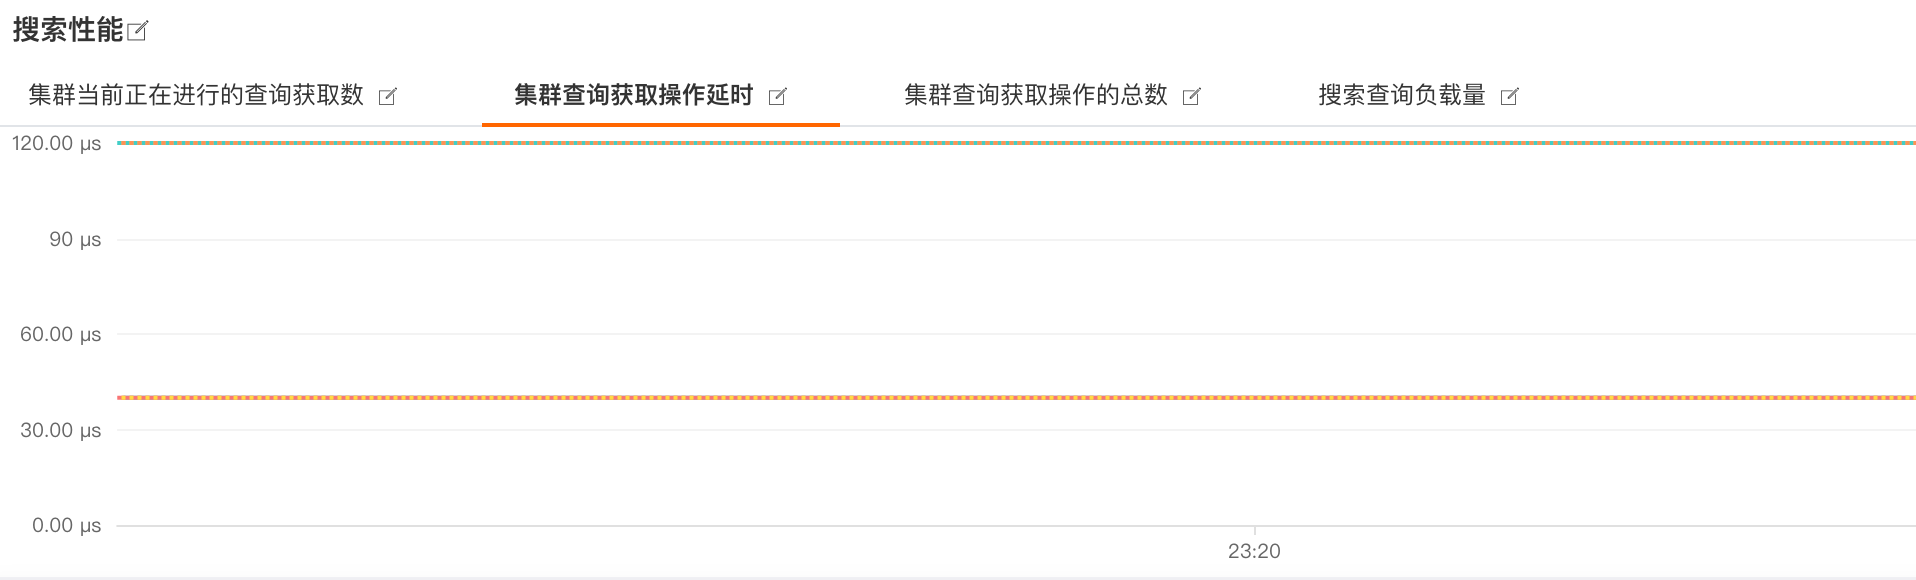 搜索性能
集群当前正在进行的查询获取数
集群查询获取操作延时
集群查询获取操作的总数
搜索查询负载量
120.00 µs
90 µs
60.00 µs
30.00 µs
0.00 µs
23:20